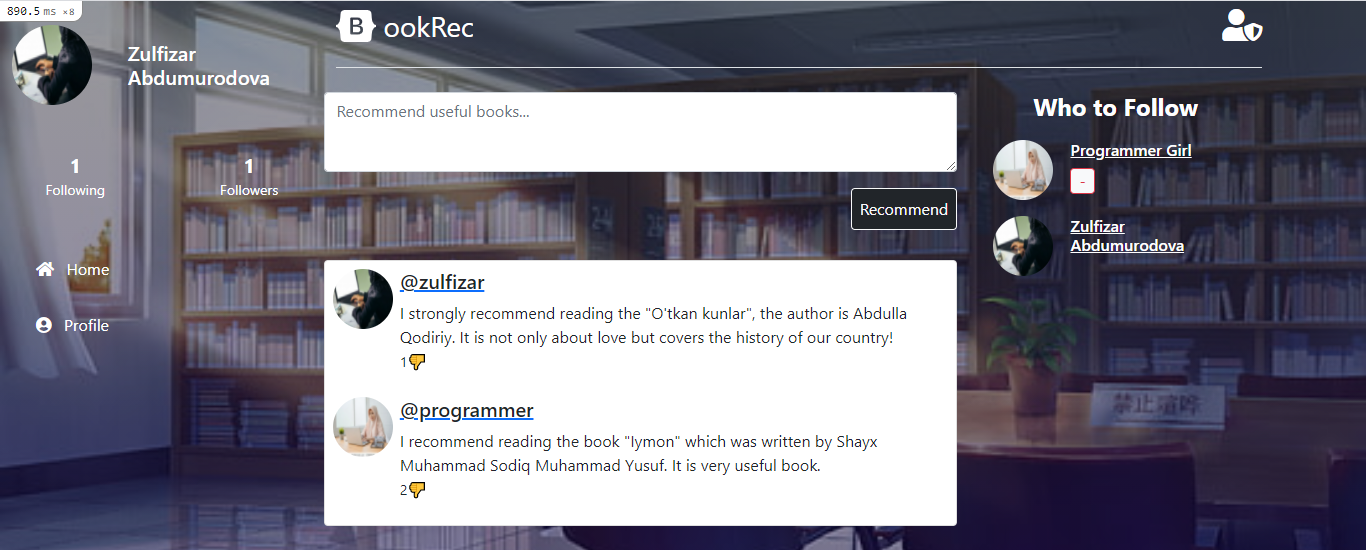 890.5 ms ×8
Zulfizar
Abdumurodova
1
Following
1
Followers
Home
Profile
B ookRec
Recommend useful books...
Recommend
@zulfizar
I strongly recommend reading the "O'tkan kunlar", the author is Abdulla
Qodiriy. It is not only about love but covers the history of our country!
1
@programmer
I recommend reading the book "Iymon" which was written by Shayx
Muhammad Sodiq Muhammad Yusuf. It is very useful book.
2
Who to Follow
Programmer Girl
-
Zulfizar
Abdumurodova
禁止喧哗